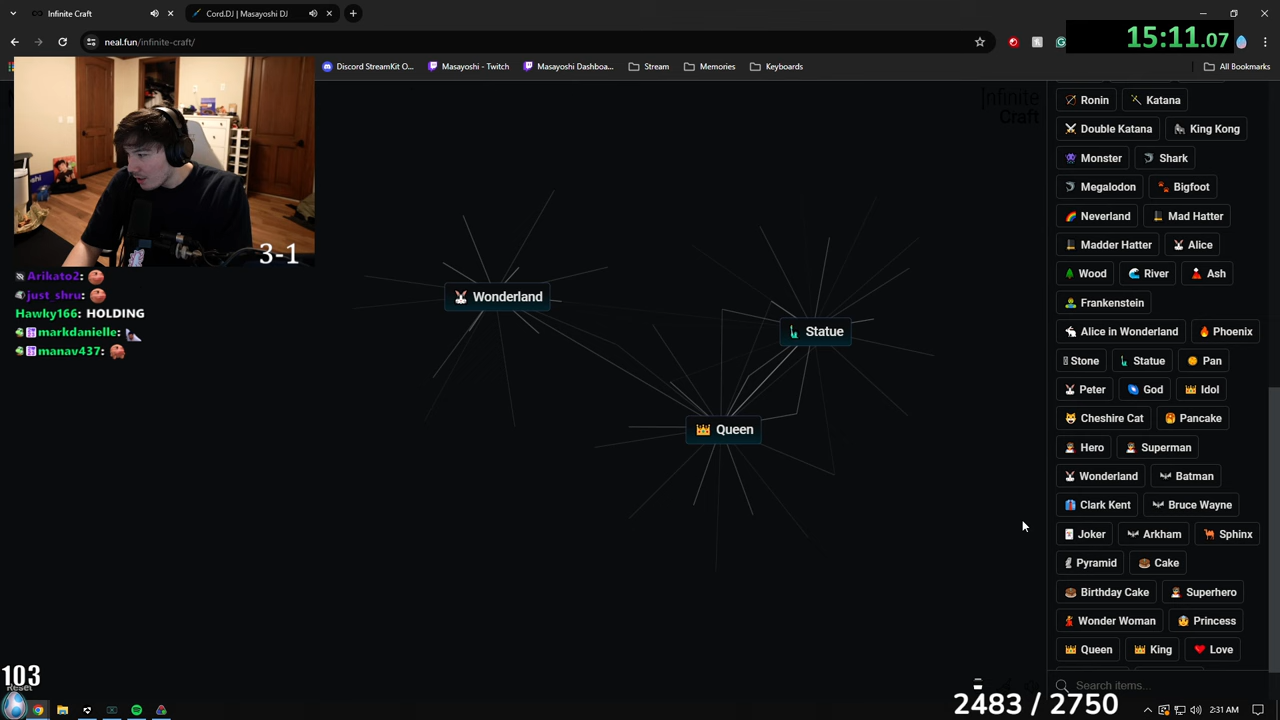 Infinite Craft
Cord.DJ | Masayoshi DJ
15:11.07
neal.fun/infinite-craft/
Discord StreamKit O...
Masayoshi - Twitch
Masayoshi Dashboa...
Stream
Memories
Keyboards
All Bookmarks
Infinite
Craft
3-1
Arikato2:
just_shru:
Hawky166: HOLDING
markdanielle:
manav437:
Wonderland
Statue
Queen
Ronin Katana
Double Katana King Kong
Monster Shark
Megalodon Bigfoot
Neverland Mad Hatter
Madder Hatter Alice
Wood River Ash
Frankenstein
Alice in Wonderland Phoenix
Stone Statue Pan
Peter God Idol
Cheshire Cat Pancake
Hero Superman
Wonderland Batman
Clark Kent Bruce Wayne
Joker Arkham Sphinx
Pyramid Cake
Birthday Cake Superhero
Wonder Woman Princess
Queen King Love
Search items...
103
Reset
2483 / 2750
2:31 AM